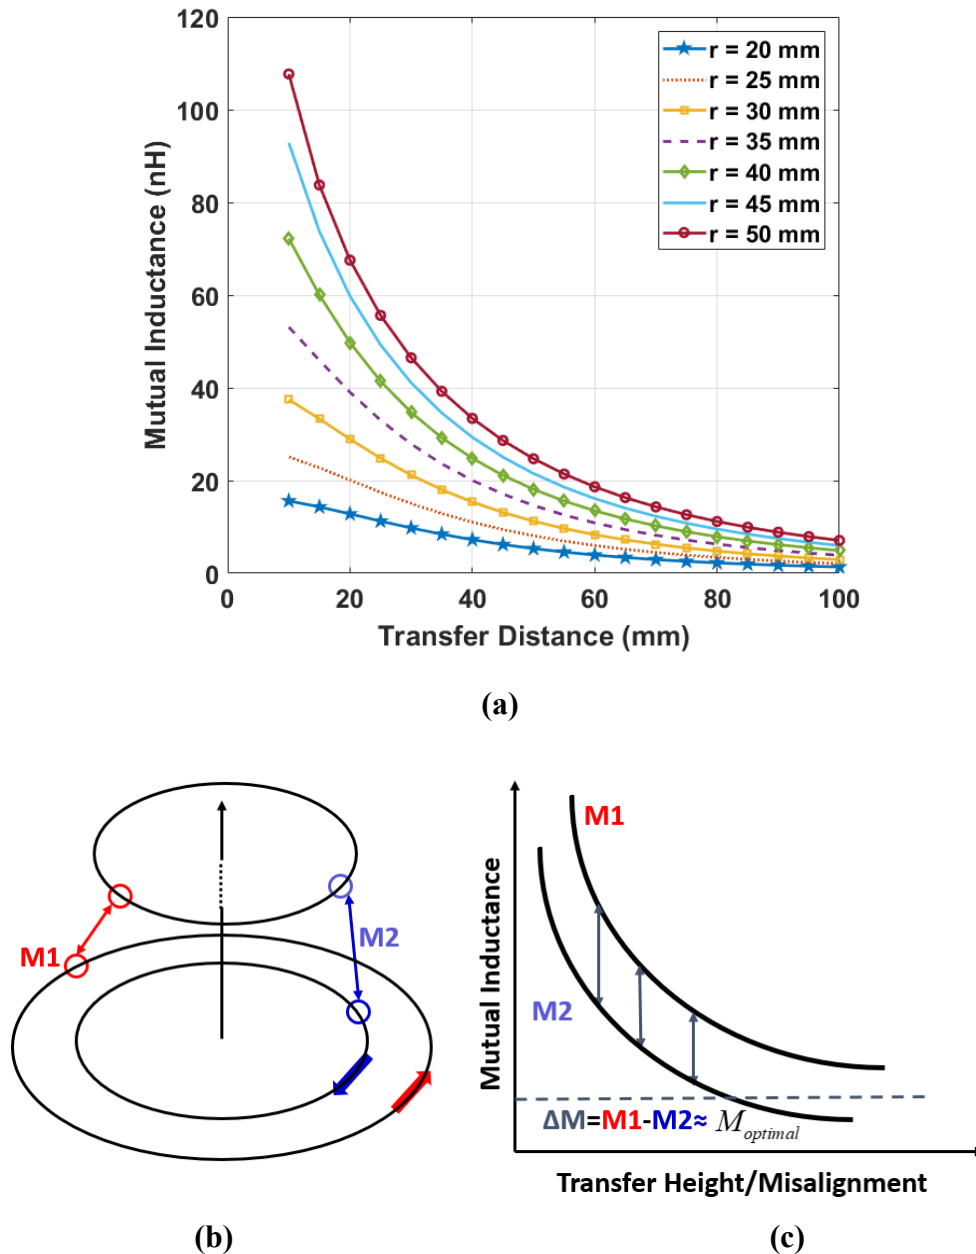 120
100
80
60
40
20
0
Mutual Inductance (nH)
r = 20 mm
r = 25 mm
r = 30 mm
r = 35 mm
r = 40 mm
r = 45 mm
r = 50 mm
0 20 40 60 80 100
Transfer Distance (mm)
(a)
M1
M2
(b)
Mutual Inductance
M1
M2
ΔM=M1-M2≈ M_optimal
Transfer Height/Misalignment
(c)